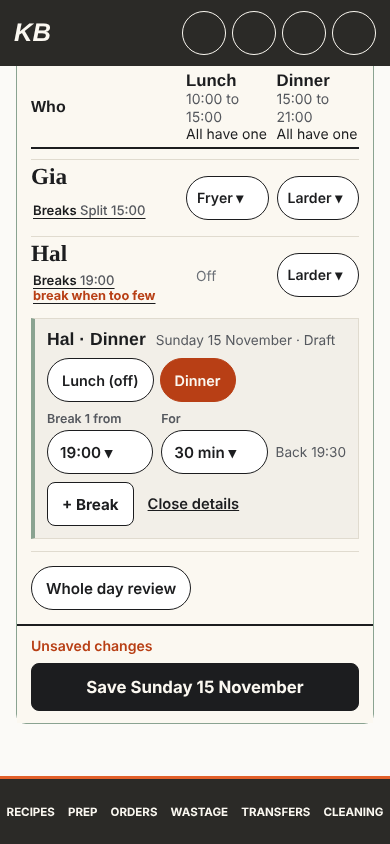 KB
Who
Lunch
10:00 to
15:00
All have one
Dinner
15:00 to
21:00
All have one
Gia
Breaks Split 15:00
Fryer ▾
Larder ▾
Hal
Breaks 19:00
break when too few
Off
Larder ▾
Hal · Dinner Sunday 15 November · Draft
Lunch (off)
Dinner
Break 1 from
For
19:00 ▾
30 min ▾
Back 19:30
+ Break
Close details
Whole day review
Unsaved changes
Save Sunday 15 November
RECIPES PREP ORDERS WASTAGE TRANSFERS CLEANING